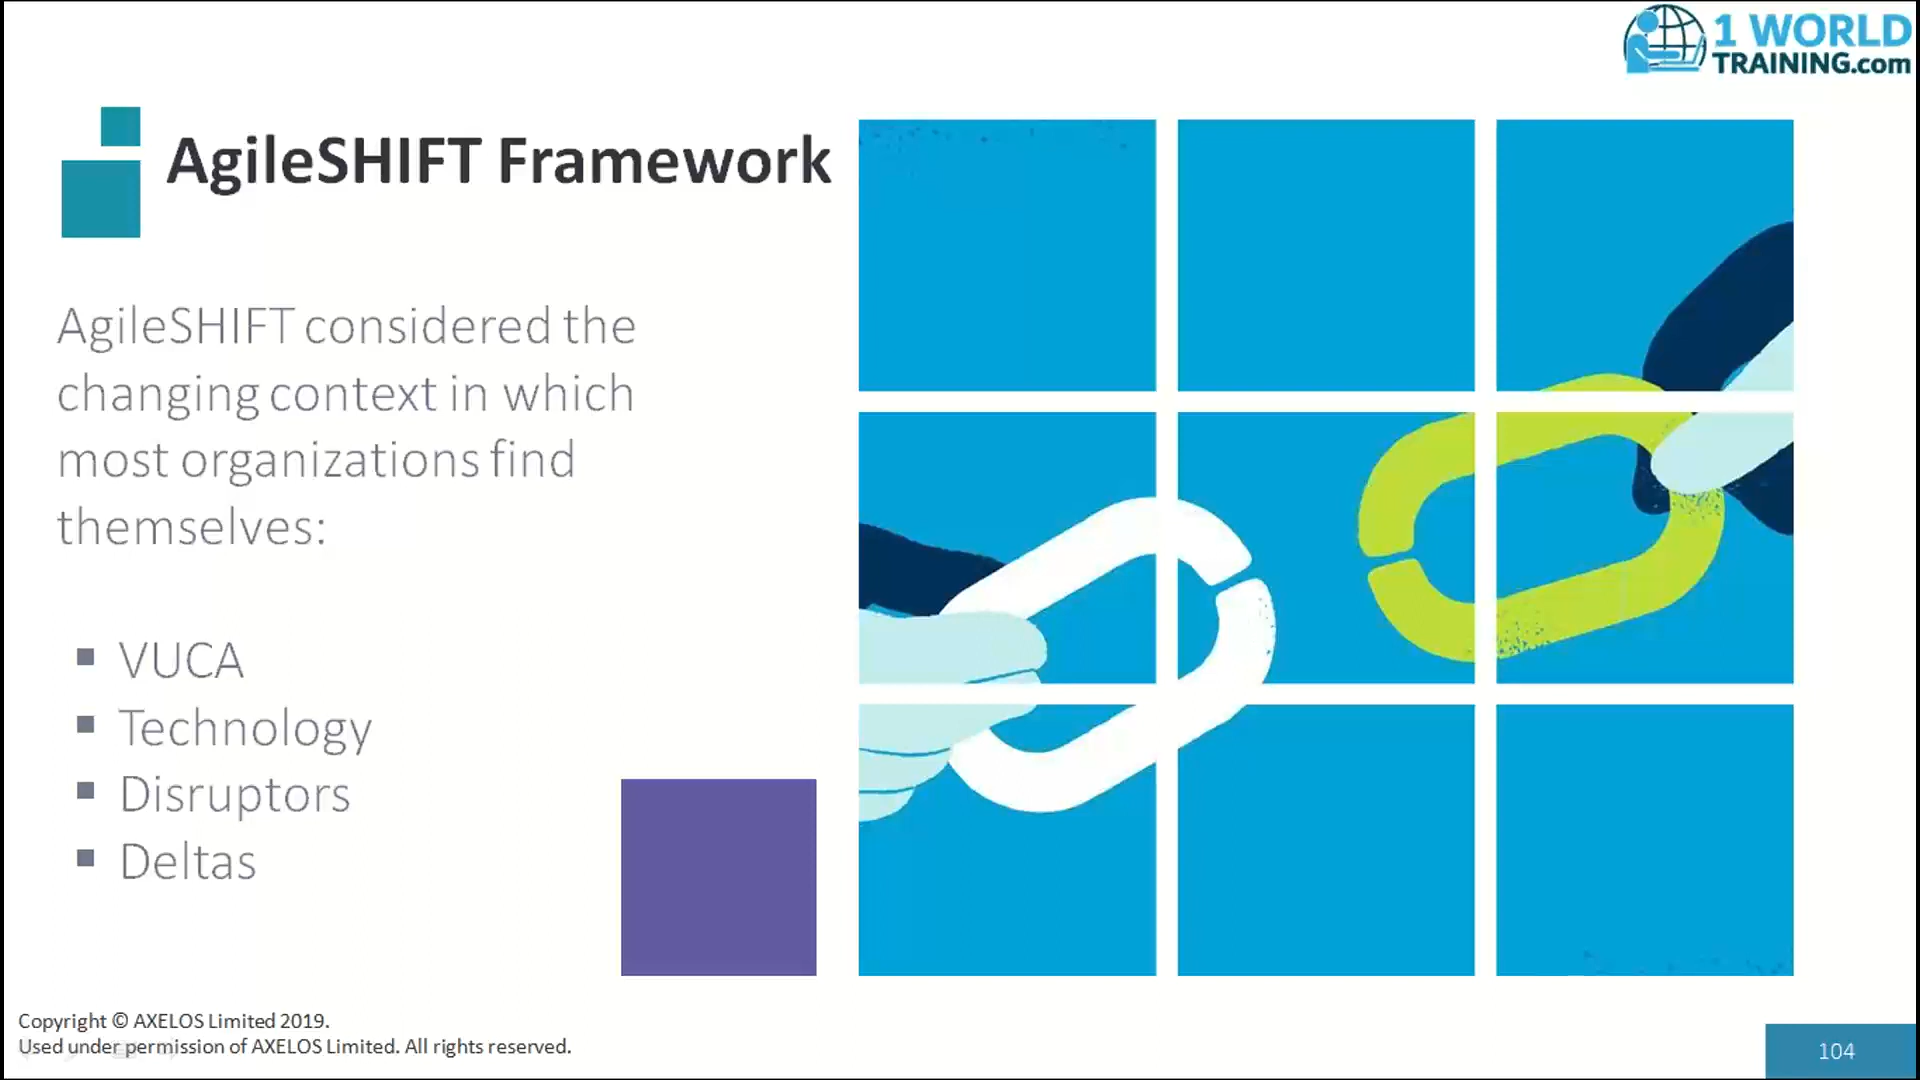 1 WORLD
TRAINING.com
AgileSHIFT Framework
AgileSHIFT considered the
changing context in which
most organizations find
themselves:
▪ VUCA
▪ Technology
▪ Disruptors
▪ Deltas
Copyright © AXELOS Limited 2019.
Used under permission of AXELOS Limited. All rights reserved.
104